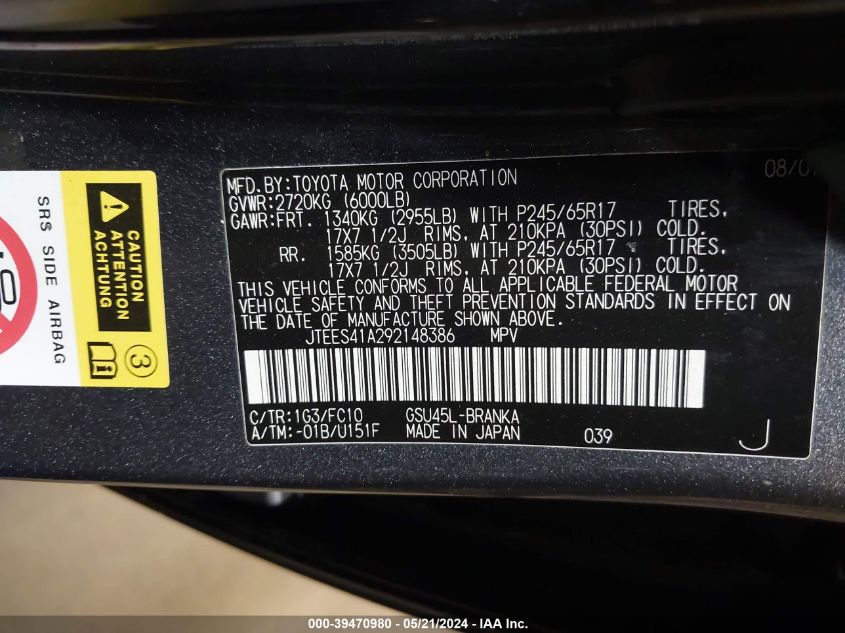 MFD.BY:TOYOTA MOTOR CORPORATION
GVWR:2720KG (6000LB)
GAWR:FRT. 1340KG (2955LB) WITH P245/65R17 TIRES,
17X7 1/2J RIMS, AT 210KPA (30PSI) COLD.
RR. 1585KG (3505LB) WITH P245/65R17 TIRES,
17X7 1/2J RIMS, AT 210KPA (30PSI) COLD.
THIS VEHICLE CONFORMS TO ALL APPLICABLE FEDERAL MOTOR
VEHICLE SAFETY AND THEFT PREVENTION STANDARDS IN EFFECT ON
THE DATE OF MANUFACTURE SHOWN ABOVE.
JTEES41A292148386 MPV
C/TR:1G3/FC10 GSU45L-BRANKA
A/TM:-01B/U151F MADE IN JAPAN 039 J
SRS SIDE AIRBAG
CAUTION
ATTENTION
ACHTUNG
3
000-39470980 - 05/21/2024 - IAA Inc.